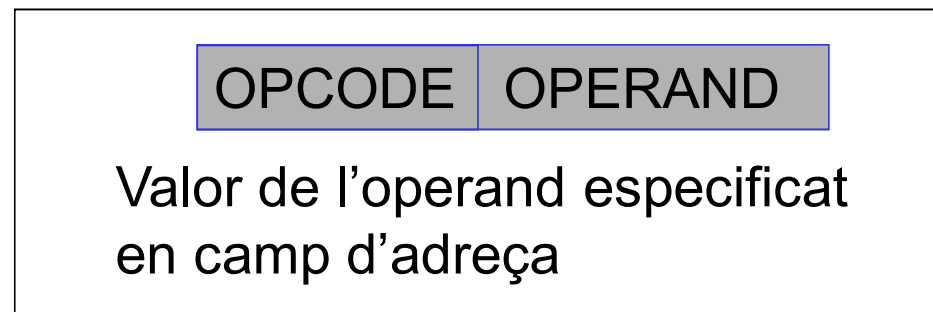 OPCODE OPERAND
Valor de l’operand especificat
en camp d’adreça